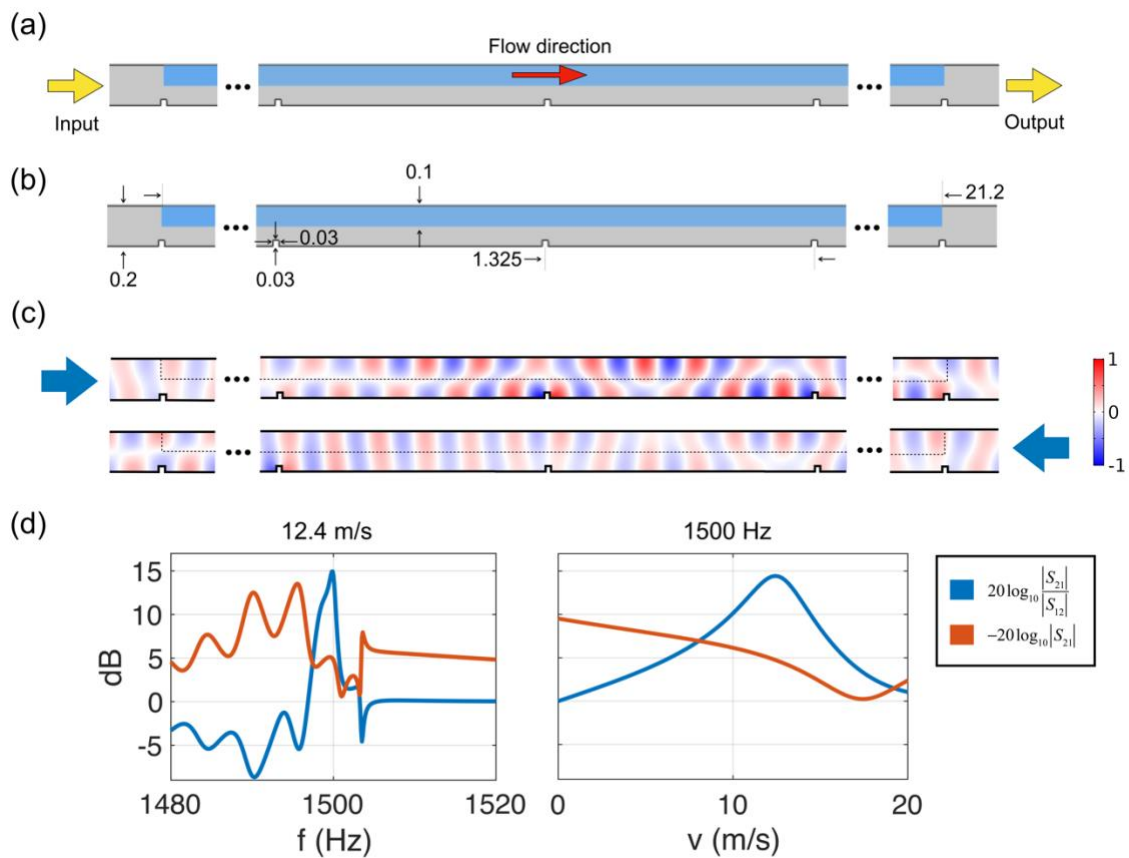 (a)
Flow direction
Input
Output
(b)
0.1
21.2
0.03
1.325
0.2
0.03
(c)
1
0
-1
(d)
12.4 m/s
1500 Hz
15
10
5
0
-5
dB
1480
1500
1520
f (Hz)
0
10
20
v (m/s)
20log₁₀|S₂₁|/|S₁₂|
−20log₁₀|S₂₁|